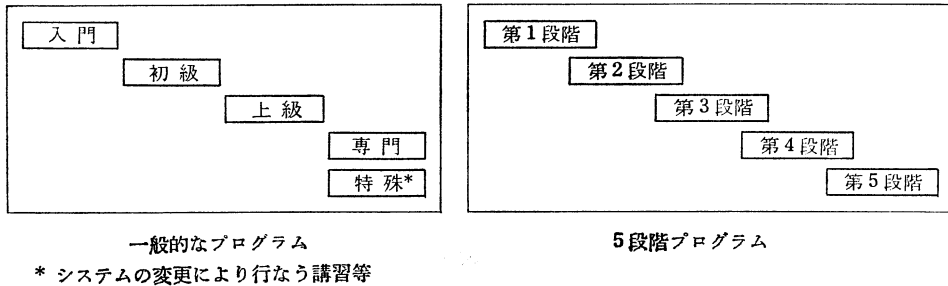 入門
初級
上級
専門
特殊*
一般的なプログラム
* システムの変更により行なう講習等
第1段階
第2段階
第3段階
第4段階
第5段階
5段階プログラム